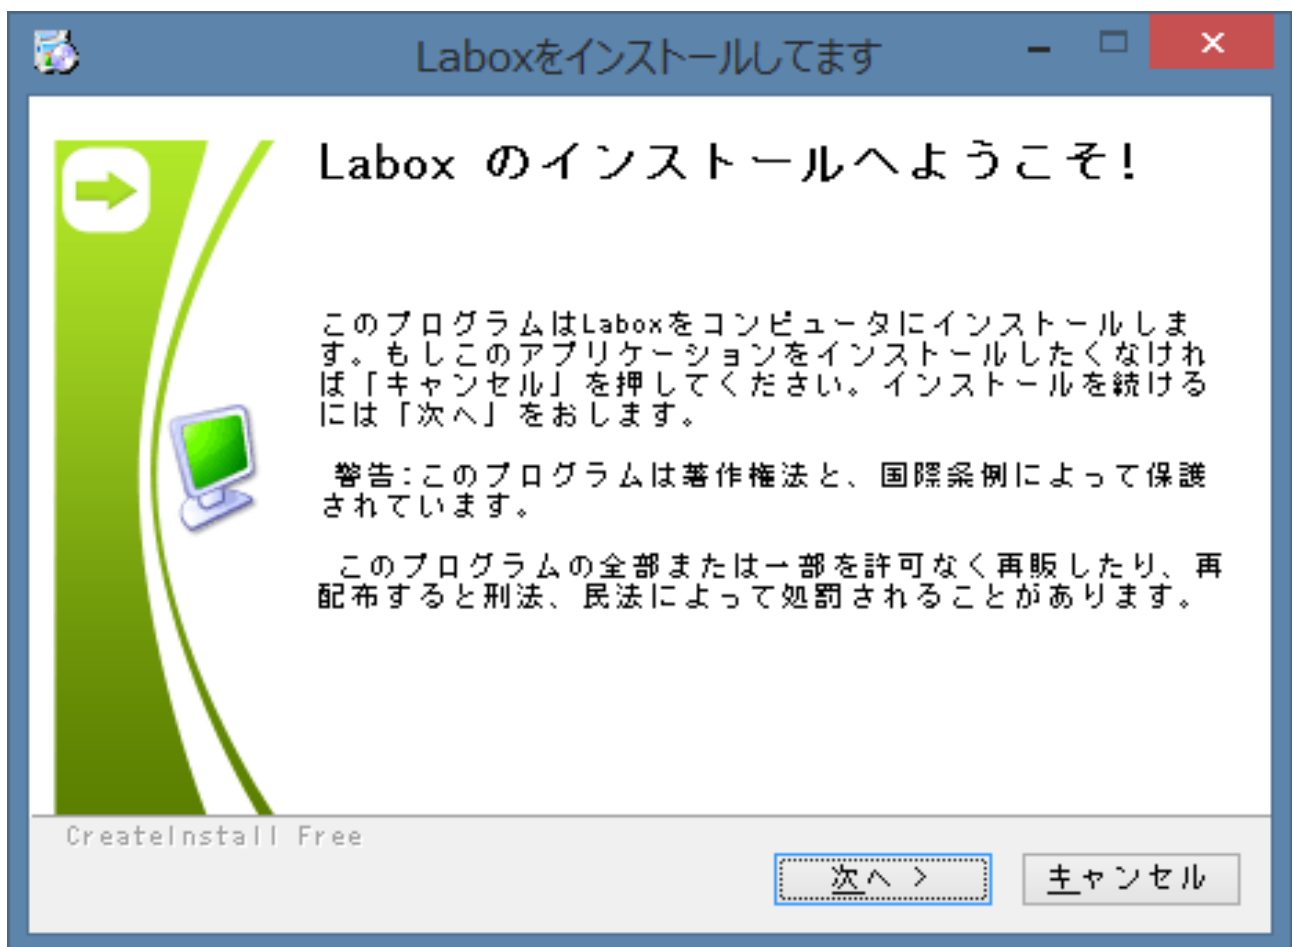 Laboxをインストールしてます
Labox のインストールへようこそ!
このプログラムはLaboxをコンピュータにインストールしま
す。もしこのアプリケーションをインストールしたくなけれ
ば「キャンセル」を押してください。インストールを続ける
には「次へ」をおします。
警告:このプログラムは著作権法と、国際条例によって保護
されています。
このプログラムの全部または一部を許可なく再販したり、再
配布すると刑法、民法によって処罰されることがあります。
CreateInstall Free
次へ >
キャンセル